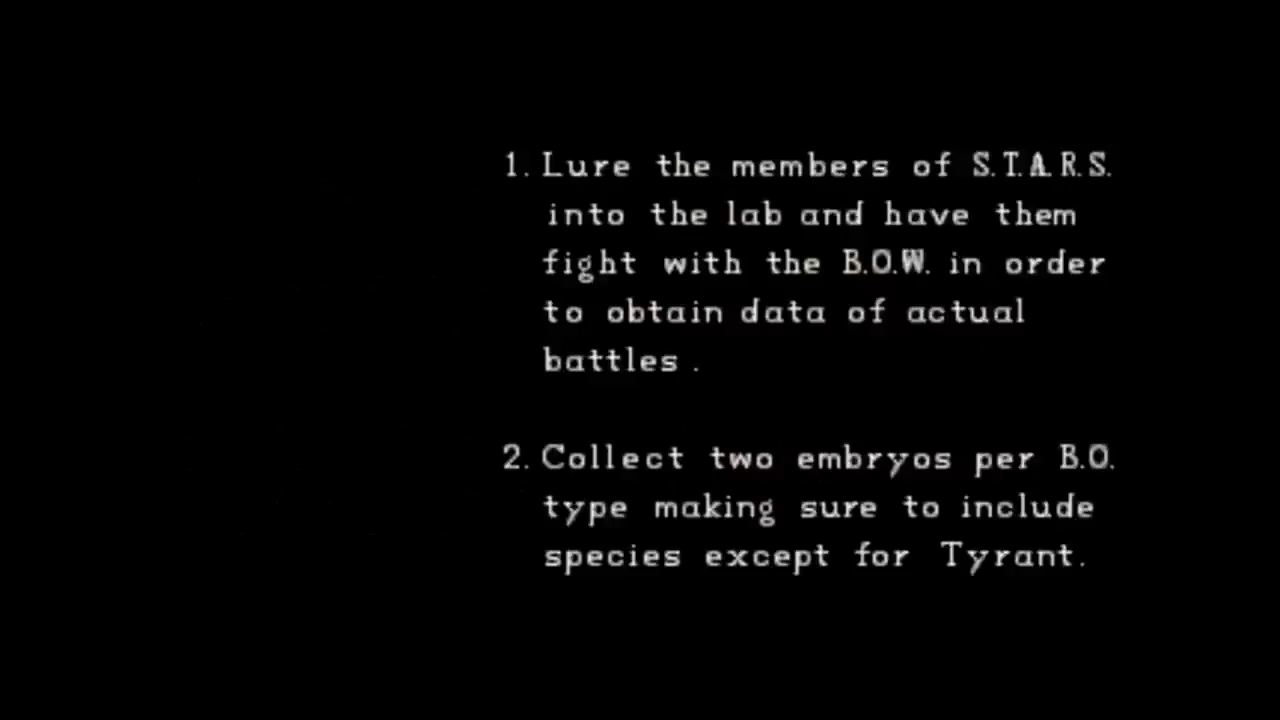 1. Lure the members of S.T.A.R.S.
into the lab and have them
fight with the B.O.W. in order
to obtain data of actual
battles .
2. Collect two embryos per B.O.
type making sure to include
species except for Tyrant.